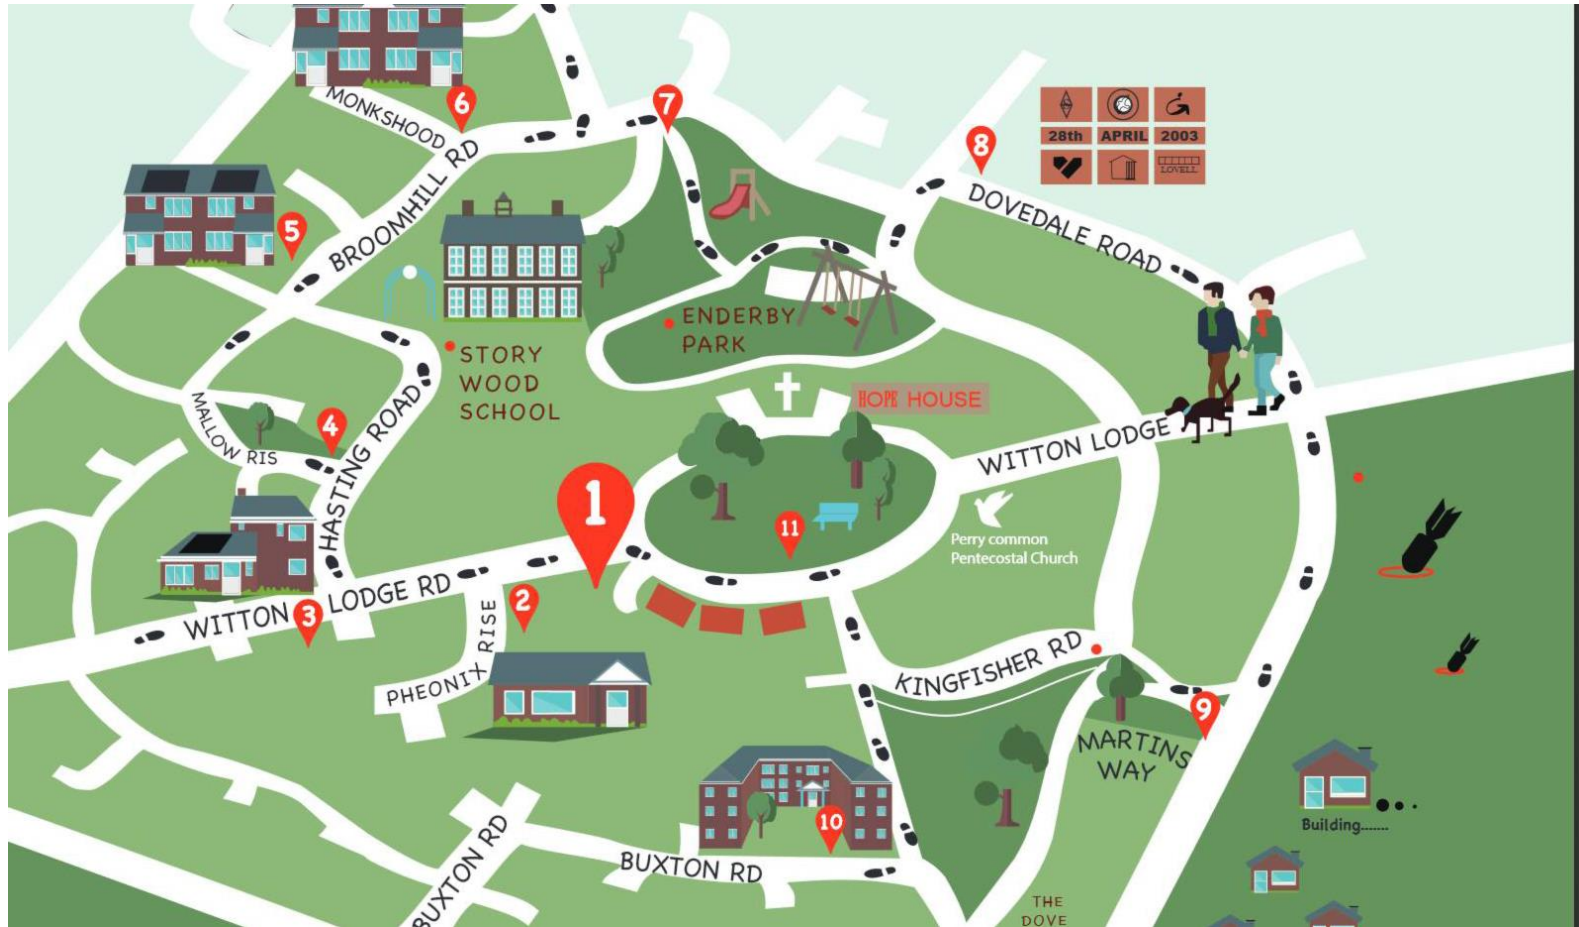 MONKSHOOD
6
7
8
28th APRIL 2003
LOVELL
BROOMHILL RD
5
DOVEDALE ROAD
ENDERBY
PARK
STORY
WOOD
SCHOOL
HOPE HOUSE
MALLOW RIS
4
HASTING ROAD
WITTON LODGE
1
11
Perry common
Pentecostal Church
WITTON LODGE RD
3
2
PHEONIX RISE
KINGFISHER RD
9
MARTINS
WAY
10
Building.......
BUXTON RD
BUXTON RD
THE
DOVE